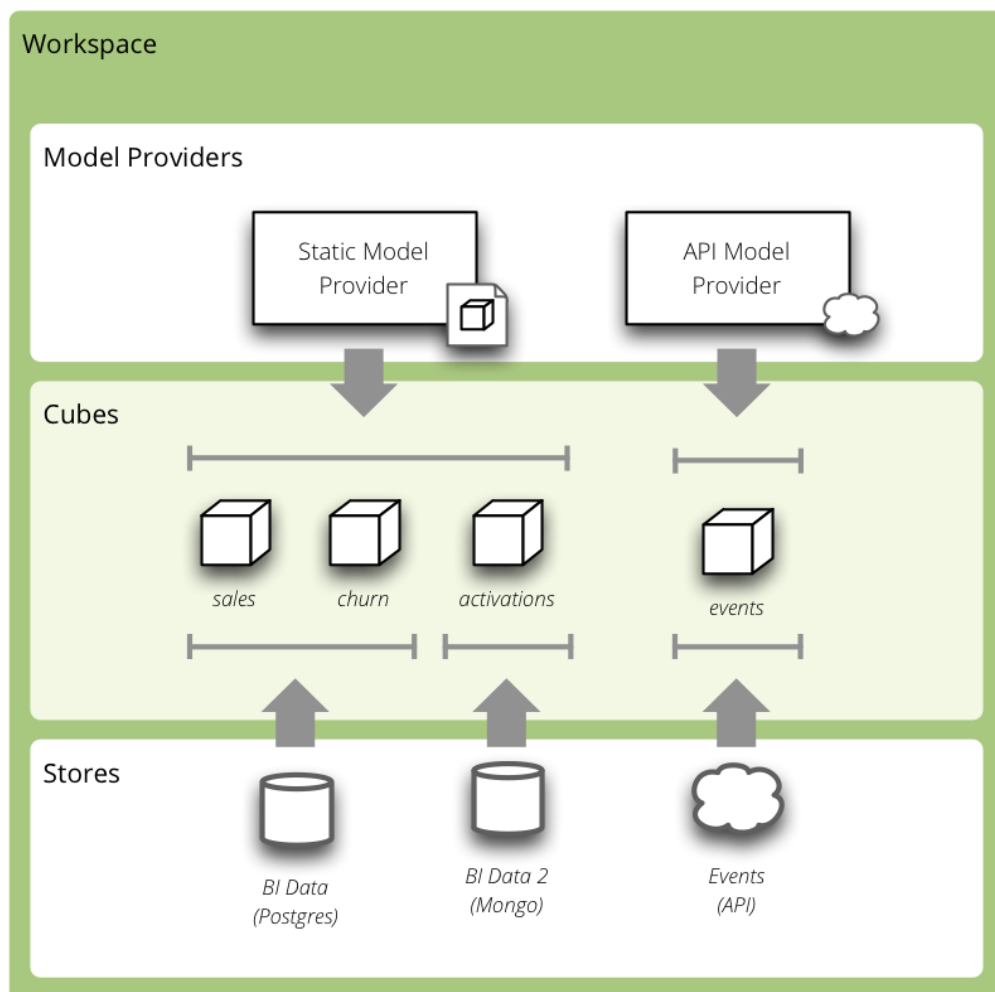 Workspace
Model Providers
Static Model
Provider
API Model
Provider
Cubes
sales
churn
activations
events
Stores
BI Data
(Postgres)
BI Data 2
(Mongo)
Events
(API)